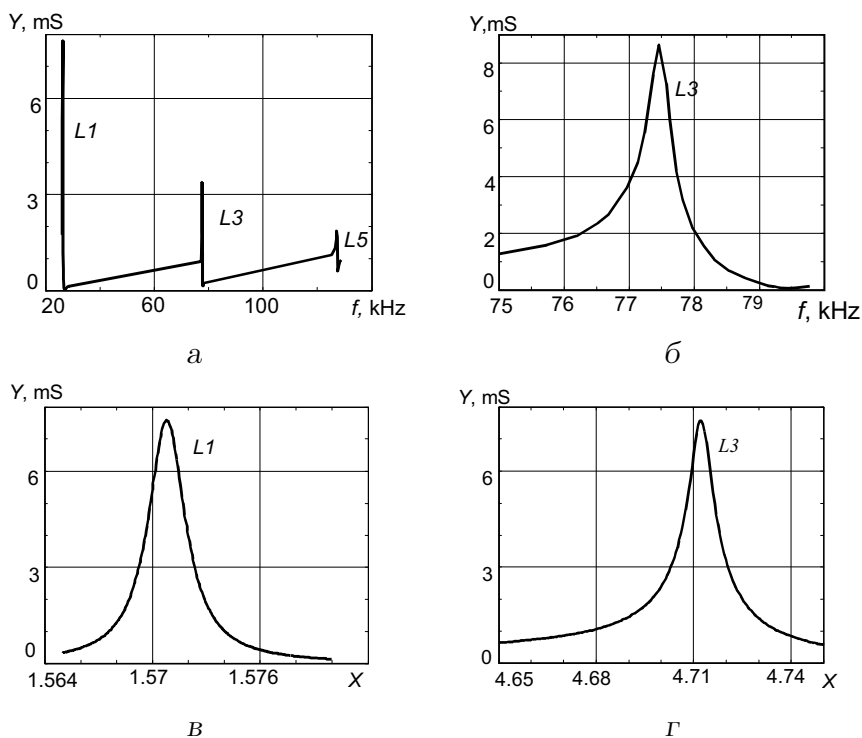 Y, mS
6
L1
3
L3
L5
0
20 60 100 f, kHz
а
Y,mS
8
L3
6
4
2
0
75 76 77 78 79 f, kHz
б
Y, mS
L1
6
3
0
1.564 1.57 1.576 X
в
Y, mS
L3
6
3
0
4.65 4.68 4.71 4.74 X
г